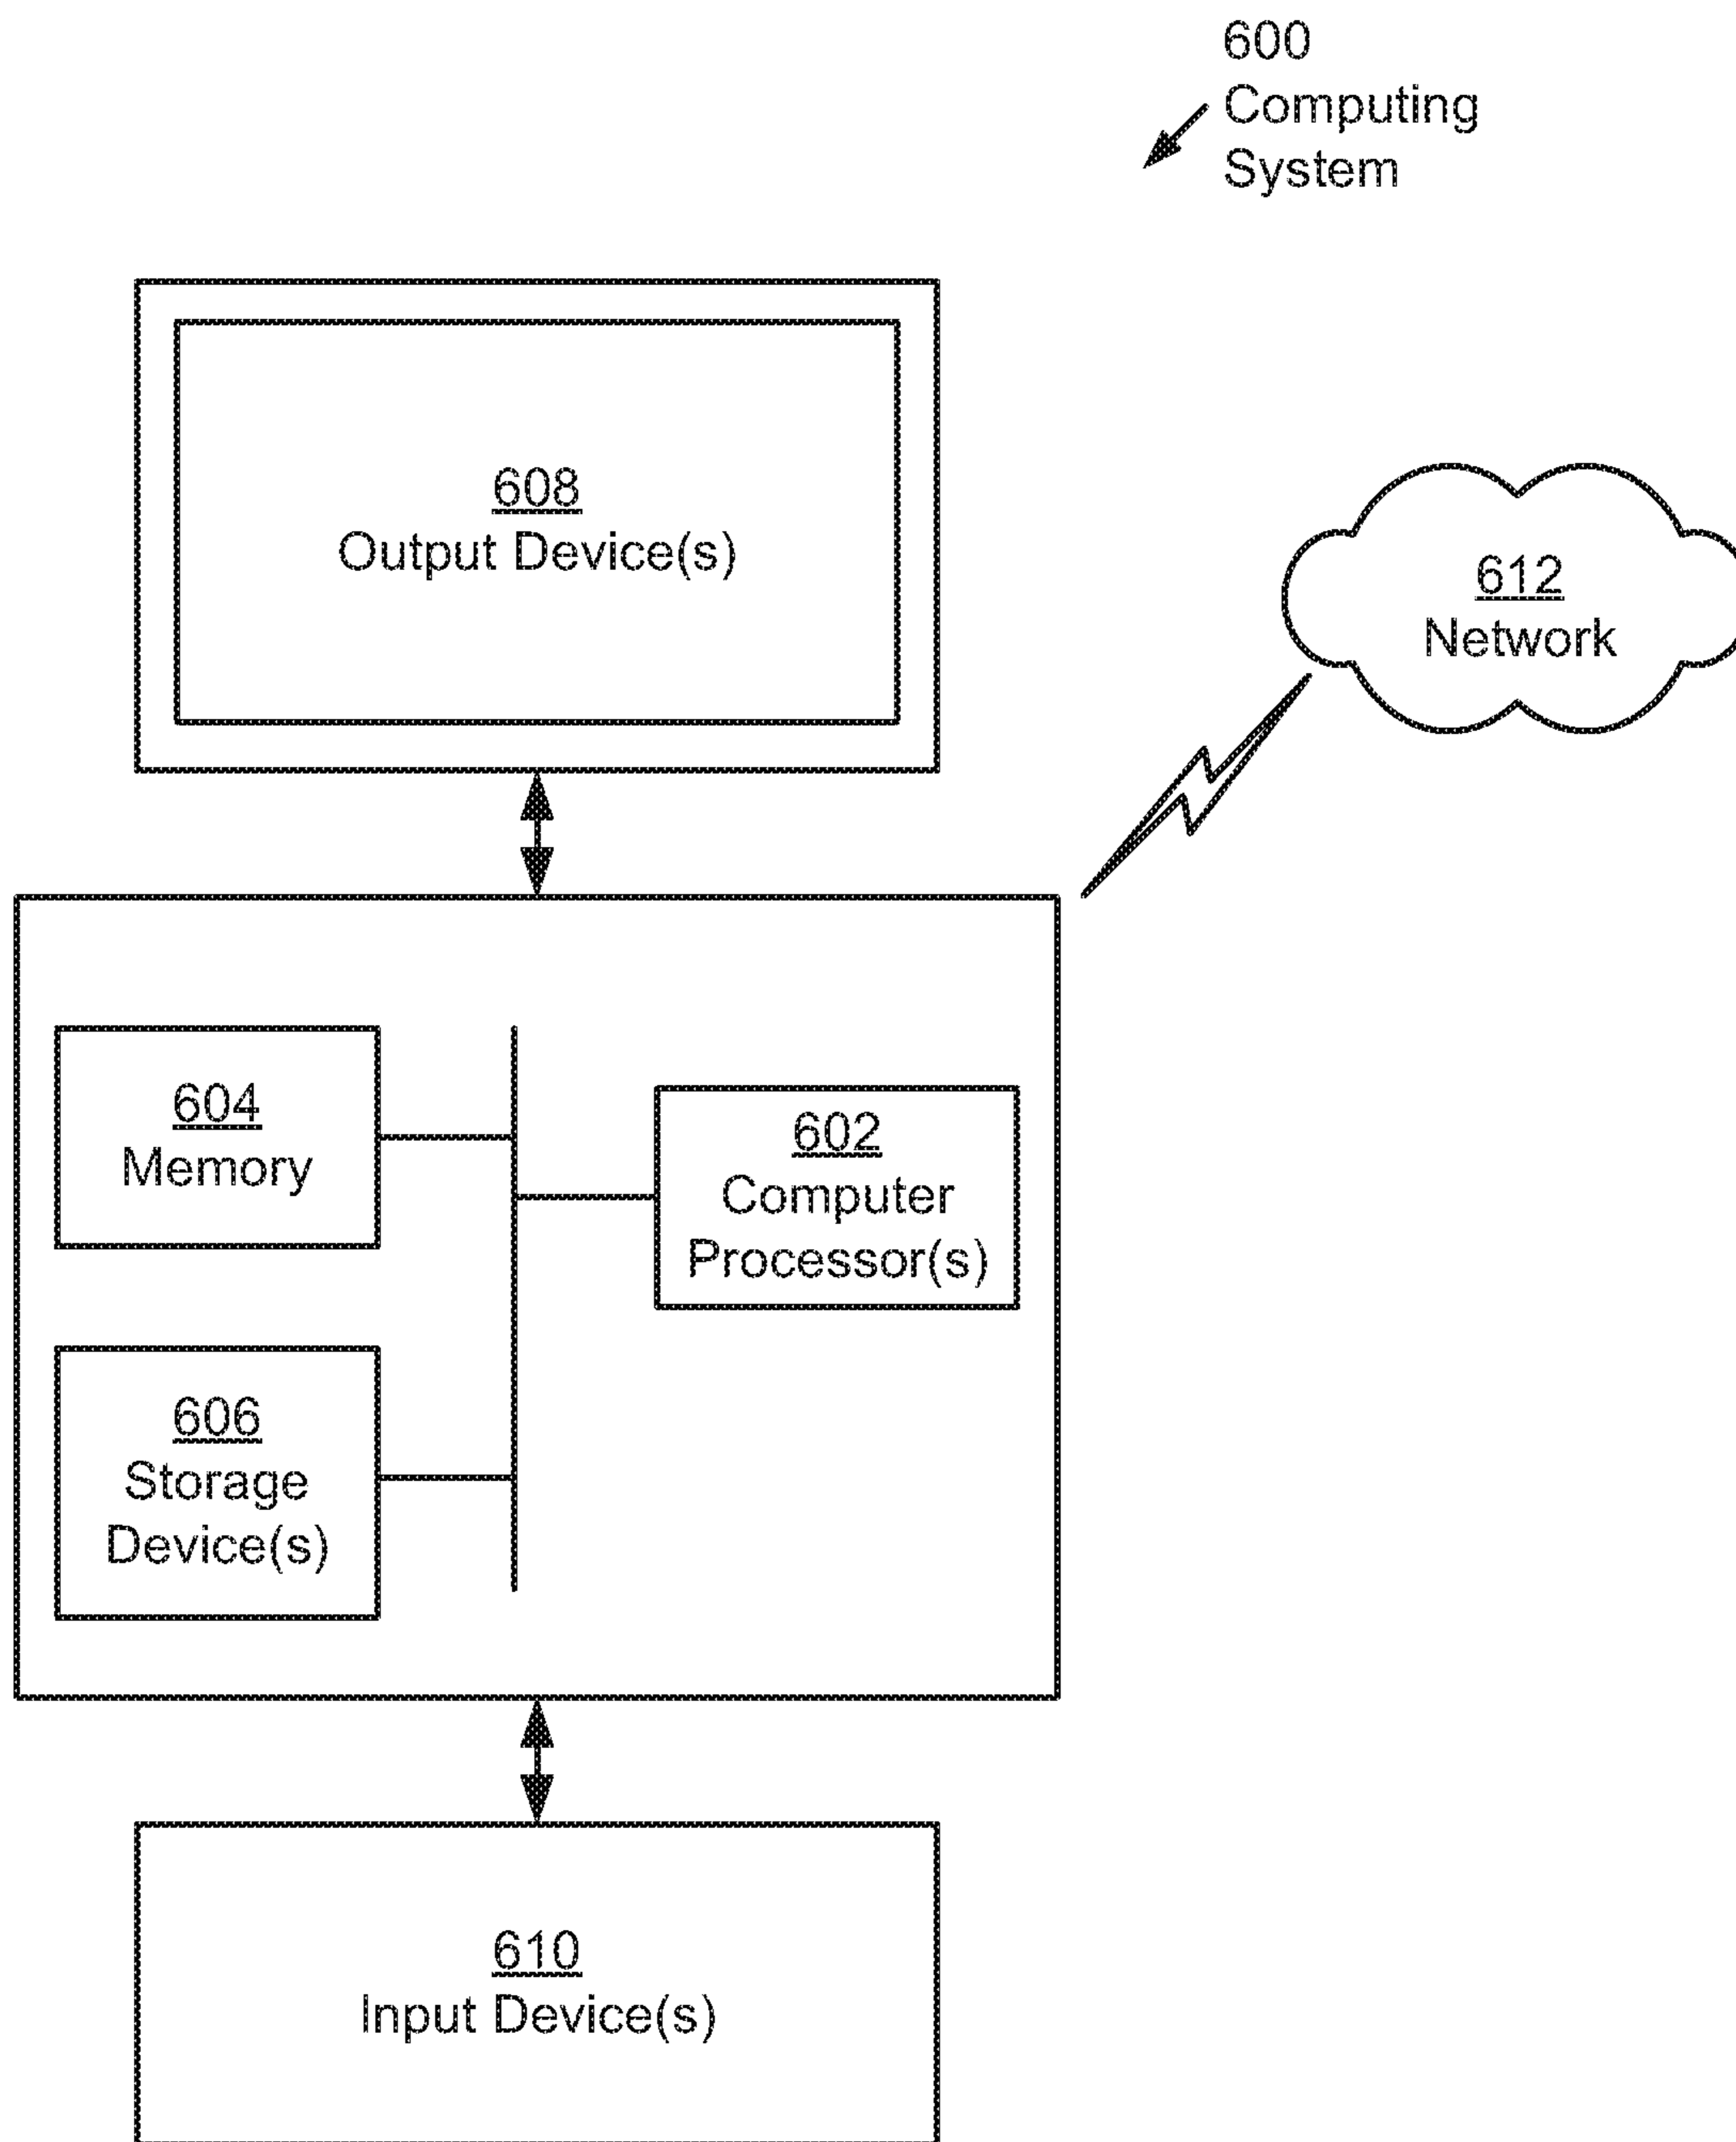 600
Computing
System
608
Output Device(s)
612
Network
604
Memory
602
Computer
Processor(s)
606
Storage
Device(s)
610
Input Device(s)